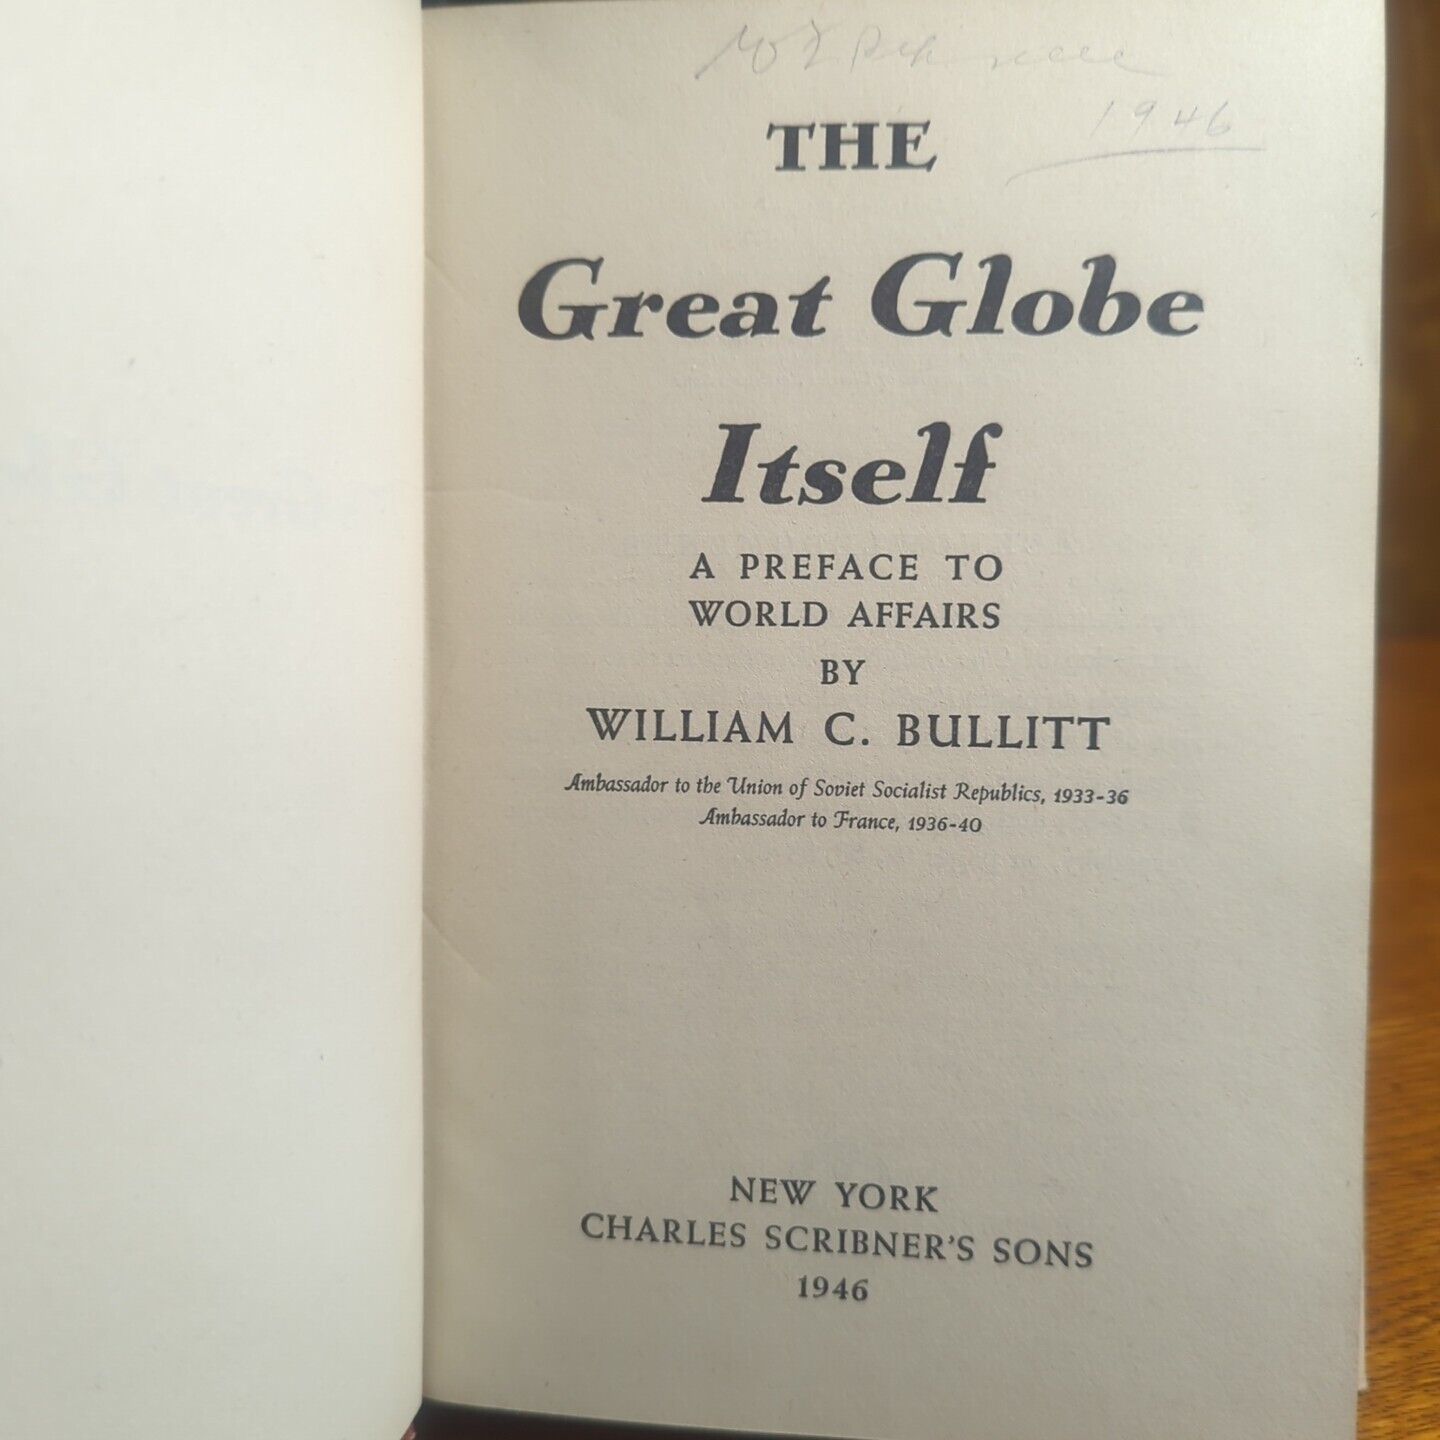 1946
THE
Great Globe
Itself
A PREFACE TO
WORLD AFFAIRS
BY
WILLIAM C. BULLITT
Ambassador to the Union of Soviet Socialist Republics, 1933-36
Ambassador to France, 1936-40
NEW YORK
CHARLES SCRIBNER'S SONS
1946